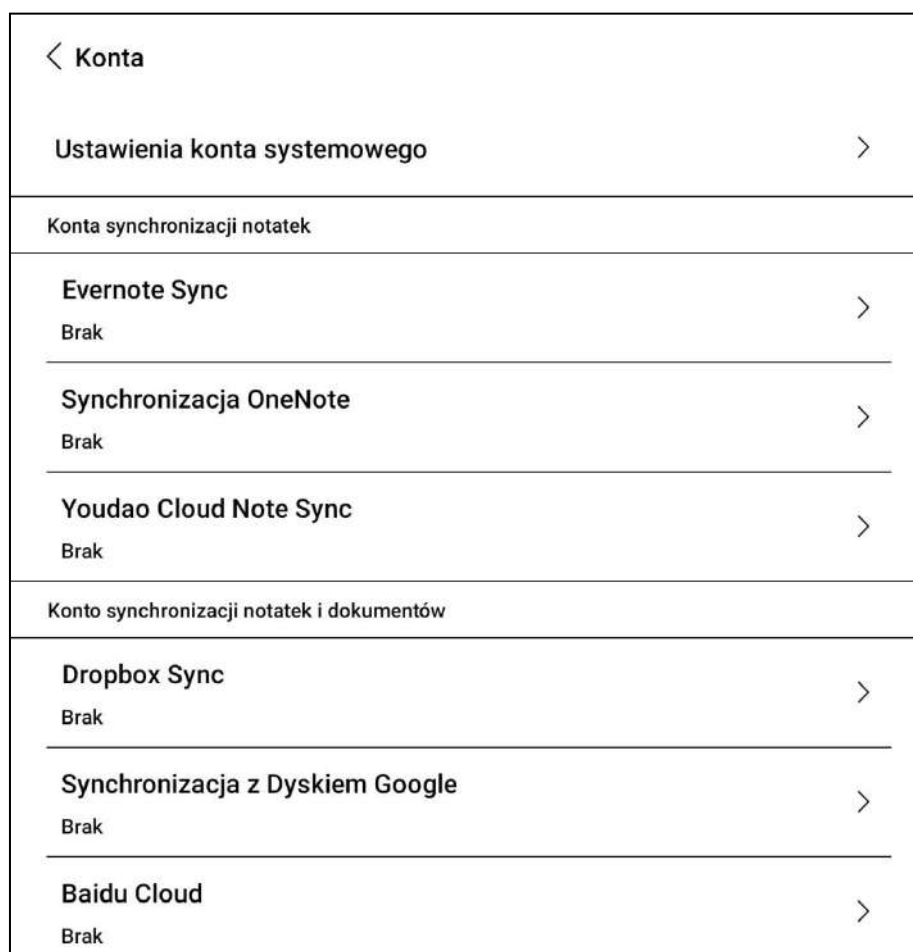 Konta
Ustawienia konta systemowego
Konta synchronizacji notatek
Evernote Sync
Brak
Synchronizacja OneNote
Brak
Youdao Cloud Note Sync
Brak
Konto synchronizacji notatek i dokumentów
Dropbox Sync
Brak
Synchronizacja z Dyskiem Google
Brak
Baidu Cloud
Brak